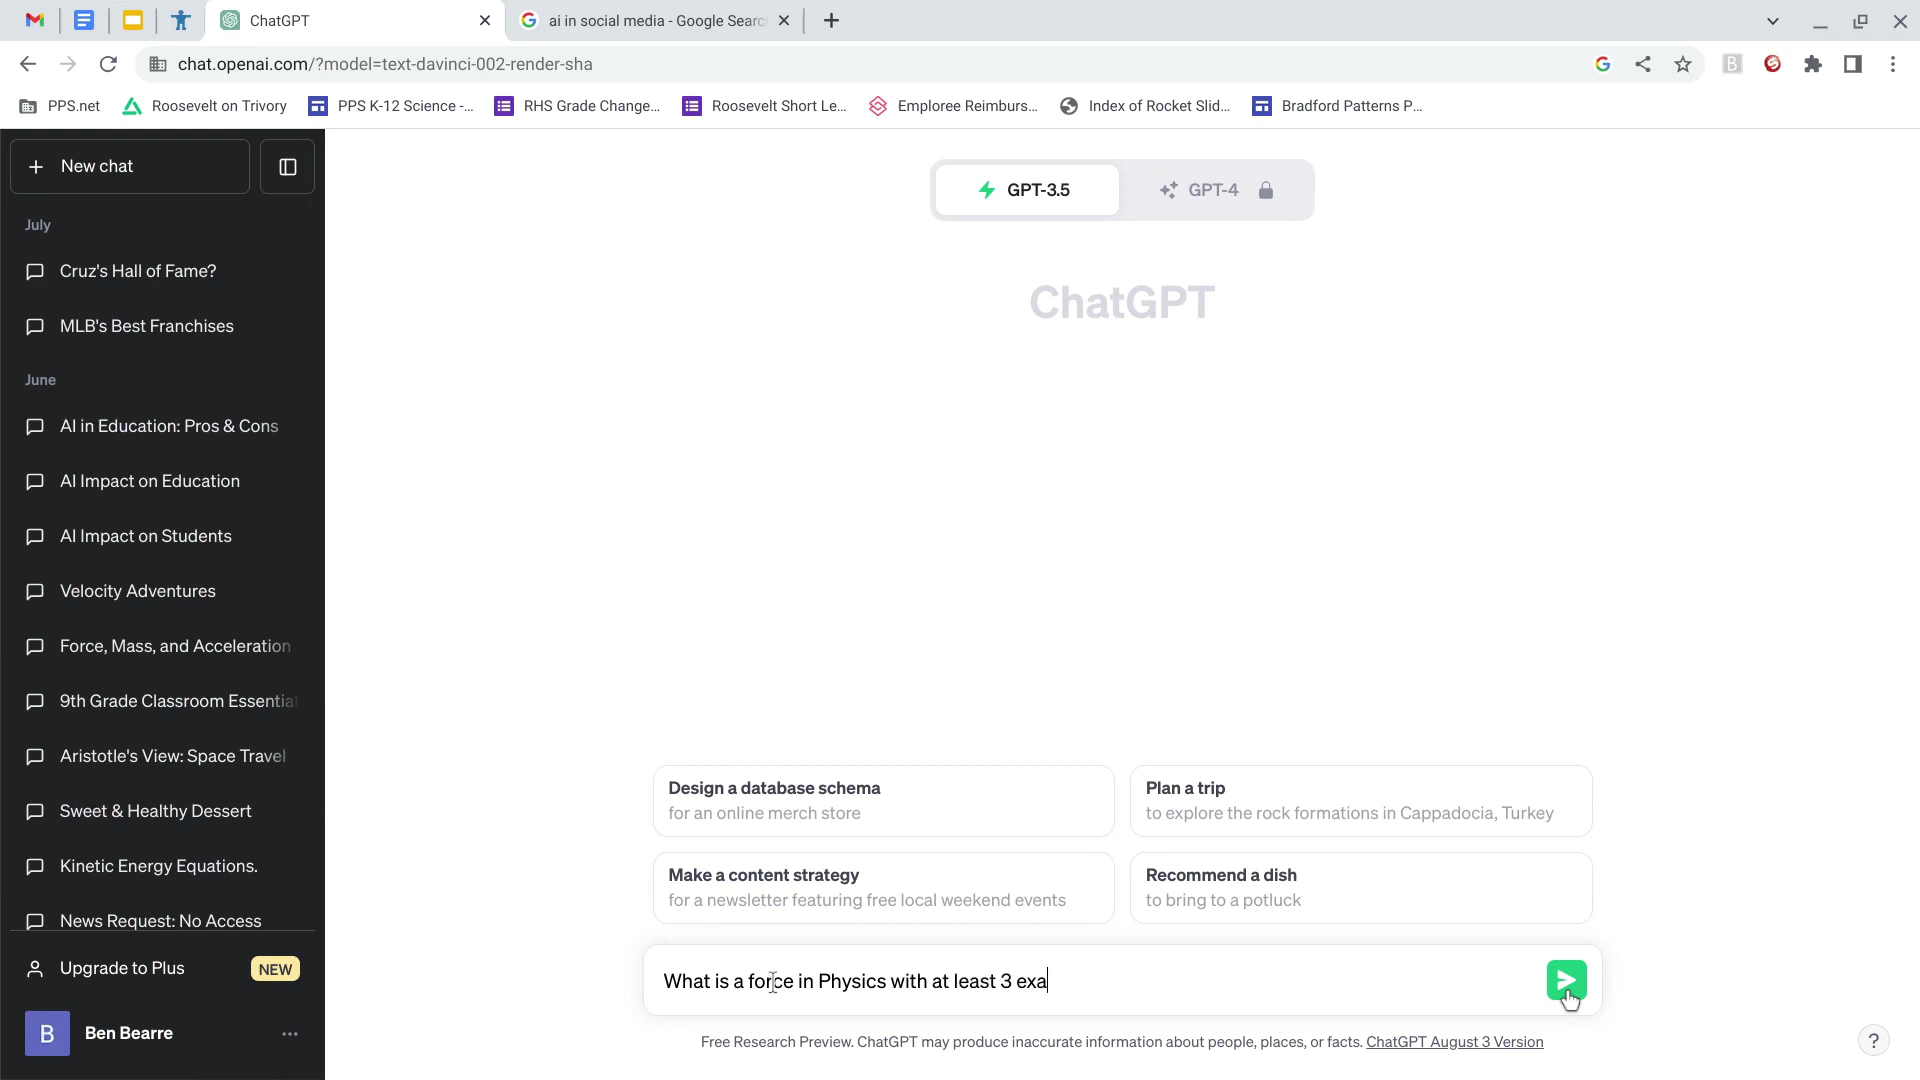 ChatGPT
ai in social media - Google Searc
chat.openai.com/?model=text-davinci-002-render-sha
PPS.net
Roosevelt on Trivory
PPS K-12 Science -...
RHS Grade Change...
Roosevelt Short Le...
Emploree Reimburs...
Index of Rocket Slid...
Bradford Patterns P...
New chat
July
Cruz's Hall of Fame?
MLB's Best Franchises
June
AI in Education: Pros & Cons
AI Impact on Education
AI Impact on Students
Velocity Adventures
Force, Mass, and Acceleration
9th Grade Classroom Essential
Aristotle's View: Space Travel
Sweet & Healthy Dessert
Kinetic Energy Equations.
News Request: No Access
Upgrade to Plus NEW
B Ben Bearre
GPT-3.5
GPT-4
ChatGPT
Design a database schema
for an online merch store
Plan a trip
to explore the rock formations in Cappadocia, Turkey
Make a content strategy
for a newsletter featuring free local weekend events
Recommend a dish
to bring to a potluck
What is a force in Physics with at least 3 exa
Free Research Preview. ChatGPT may produce inaccurate information about people, places, or facts. ChatGPT August 3 Version
?